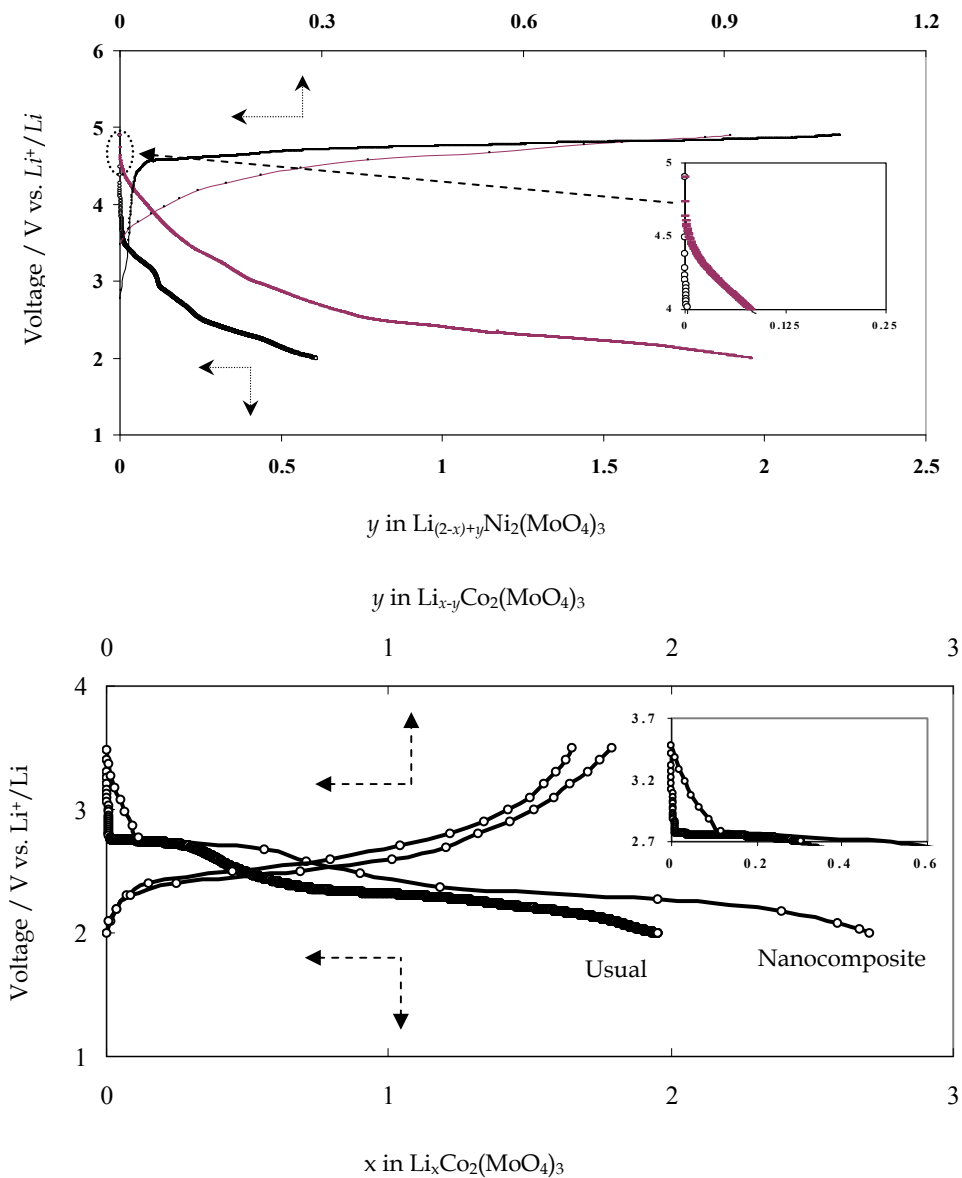 0 0.3 0.6 0.9 1.2
6
5
4
3
2
1
Voltage / V vs. Li⁺/Li
5
4.5
4
0 0.125 0.25
0 0.5 1 1.5 2 2.5
y in Li₍₂₋ₓ₎₊yNi₂(MoO₄)₃
y in Liₓ₋yCo₂(MoO₄)₃
0 1 2 3
4
3
2
1
Voltage / V vs. Li⁺/Li
3.7
3.2
2.7
0 0.2 0.4 0.6
Usual
Nanocomposite
0 1 2 3
x in LiₓCo₂(MoO₄)₃